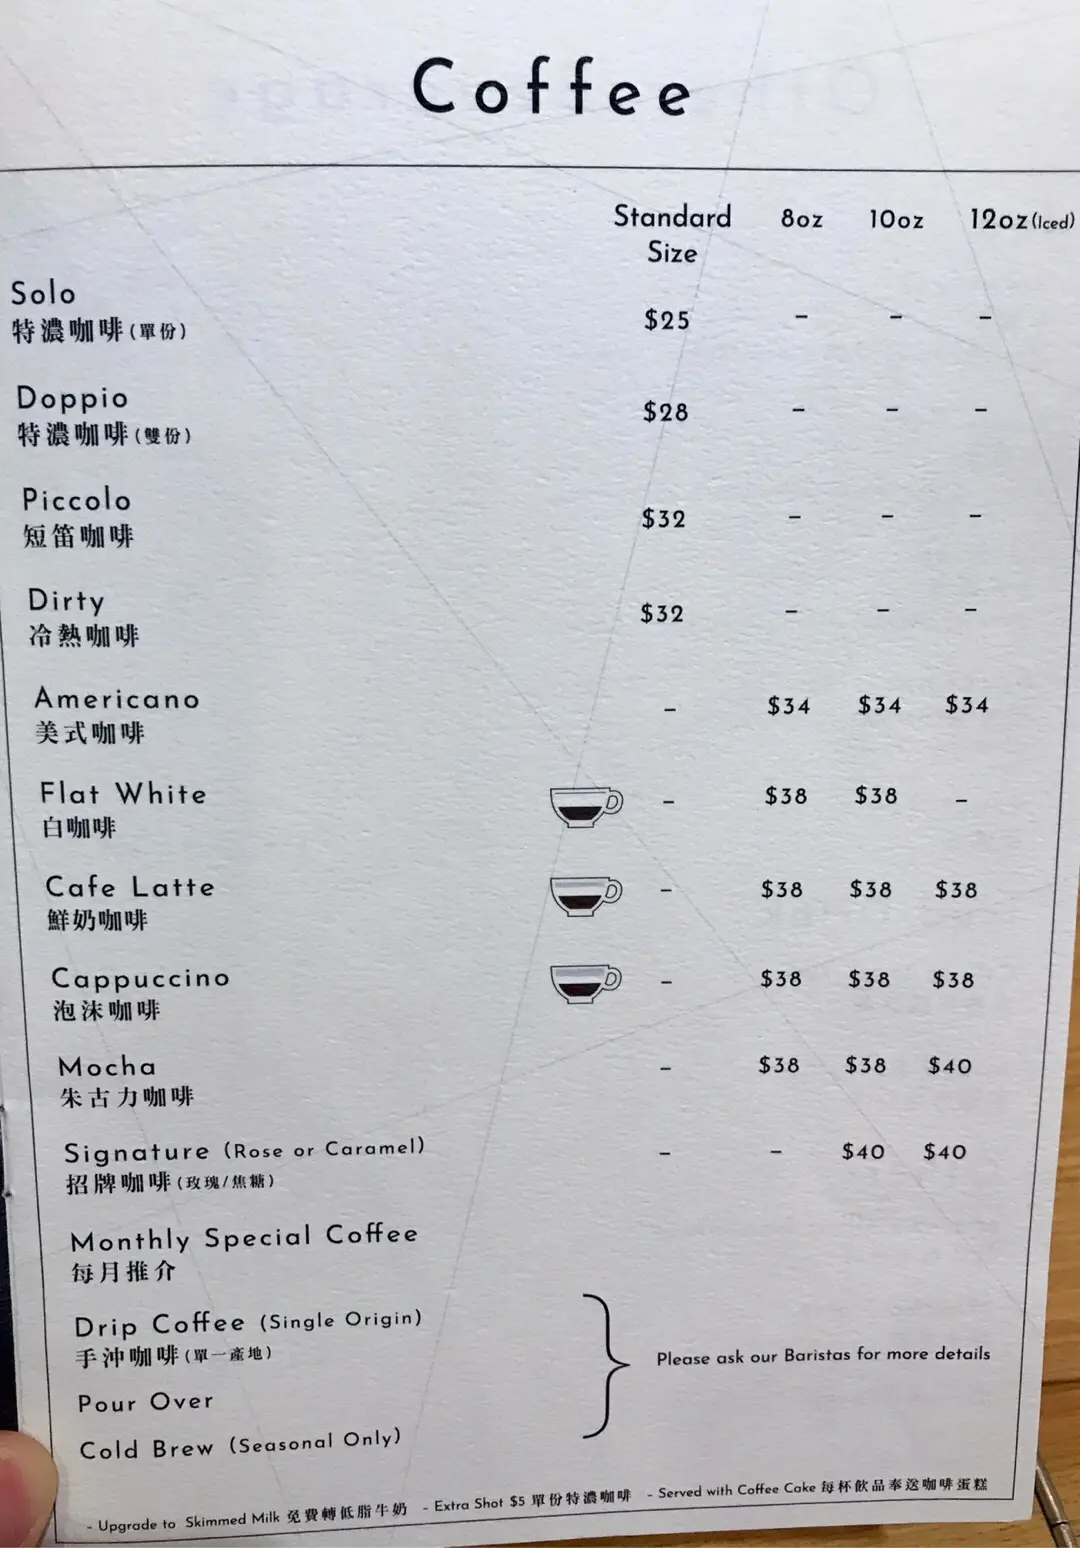 Coffee
Standard Size 8oz 10oz 12oz(Iced)
Solo
特濃咖啡(單份) $25 - - -
Doppio
特濃咖啡(雙份) $28 - - -
Piccolo
短笛咖啡 $32 - - -
Dirty
冷熱咖啡 $32 - - -
Americano - $34 $34 $34
美式咖啡
Flat White - $38 $38 -
白咖啡
Cafe Latte - $38 $38 $38
鮮奶咖啡
Cappuccino - $38 $38 $38
泡沫咖啡
Mocha - $38 $38 $40
朱古力咖啡
Signature (Rose or Caramel) - - $40 $40
招牌咖啡(玫瑰/焦糖)
Monthly Special Coffee
每月推介
Drip Coffee (Single Origin)
手沖咖啡(單一產地)
Please ask our Baristas for more details
Pour Over
Cold Brew (Seasonal Only)
- Upgrade to Skimmed Milk 免費轉低脂牛奶 - Extra Shot $5 單份特濃咖啡 - Served with Coffee Cake 每杯飲品奉送咖啡蛋糕